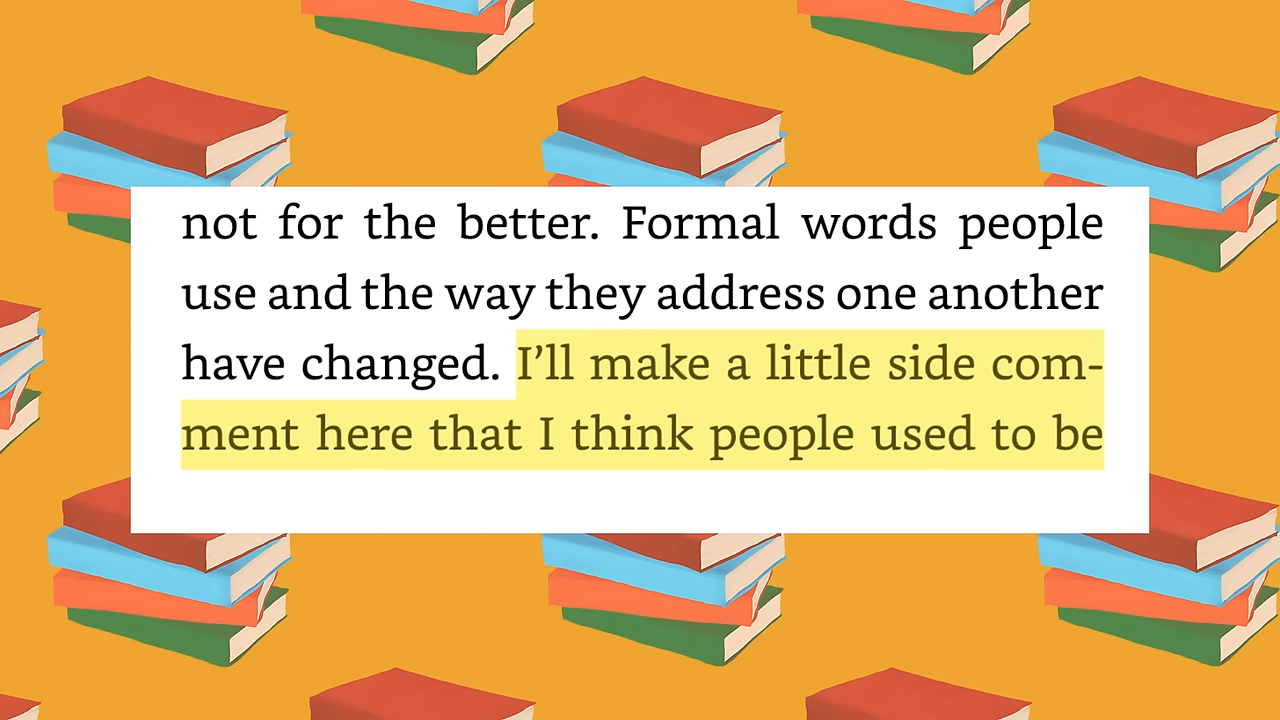 not for the better. Formal words people
use and the way they address one another
have changed. I’ll make a little side com-
ment here that I think people used to be